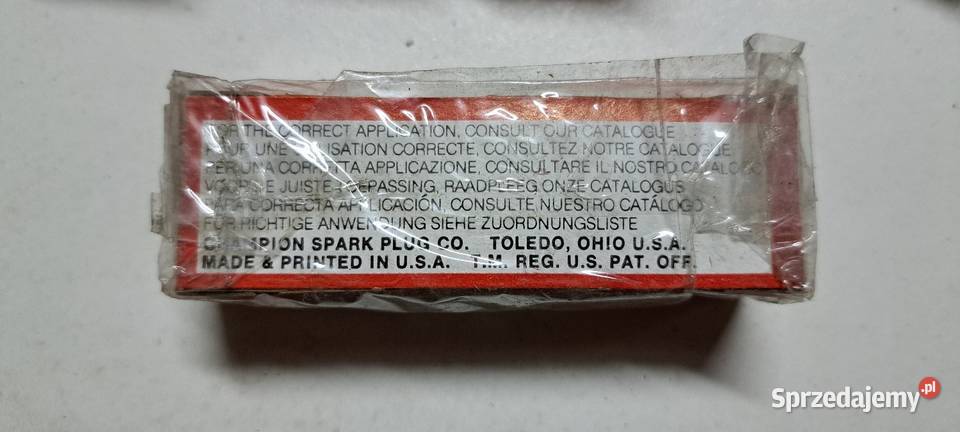 FOR THE CORRECT APPLICATION, CONSULT OUR CATALOGUE
POUR UNE UTILISATION CORRECTE, CONSULTEZ NOTRE CATALOGUE
PER UNA CORRETTA APPLICAZIONE, CONSULTARE IL NOSTRO CATALOGO
VOOR DE JUISTE TOEPASSING, RAADPLEEG ONZE CATALOGUS
PARA CORRECTA APPLICACIÓN, CONSULTE NUESTRO CATÁLOGO
FÜR RICHTIGE ANWENDUNG SIEHE ZUORDNUNGSLISTE
CHAMPION SPARK PLUG CO. TOLEDO, OHIO U.S.A.
MADE & PRINTED IN U.S.A. T.M. REG. U.S. PAT. OFF.
Sprzedajemy.pl